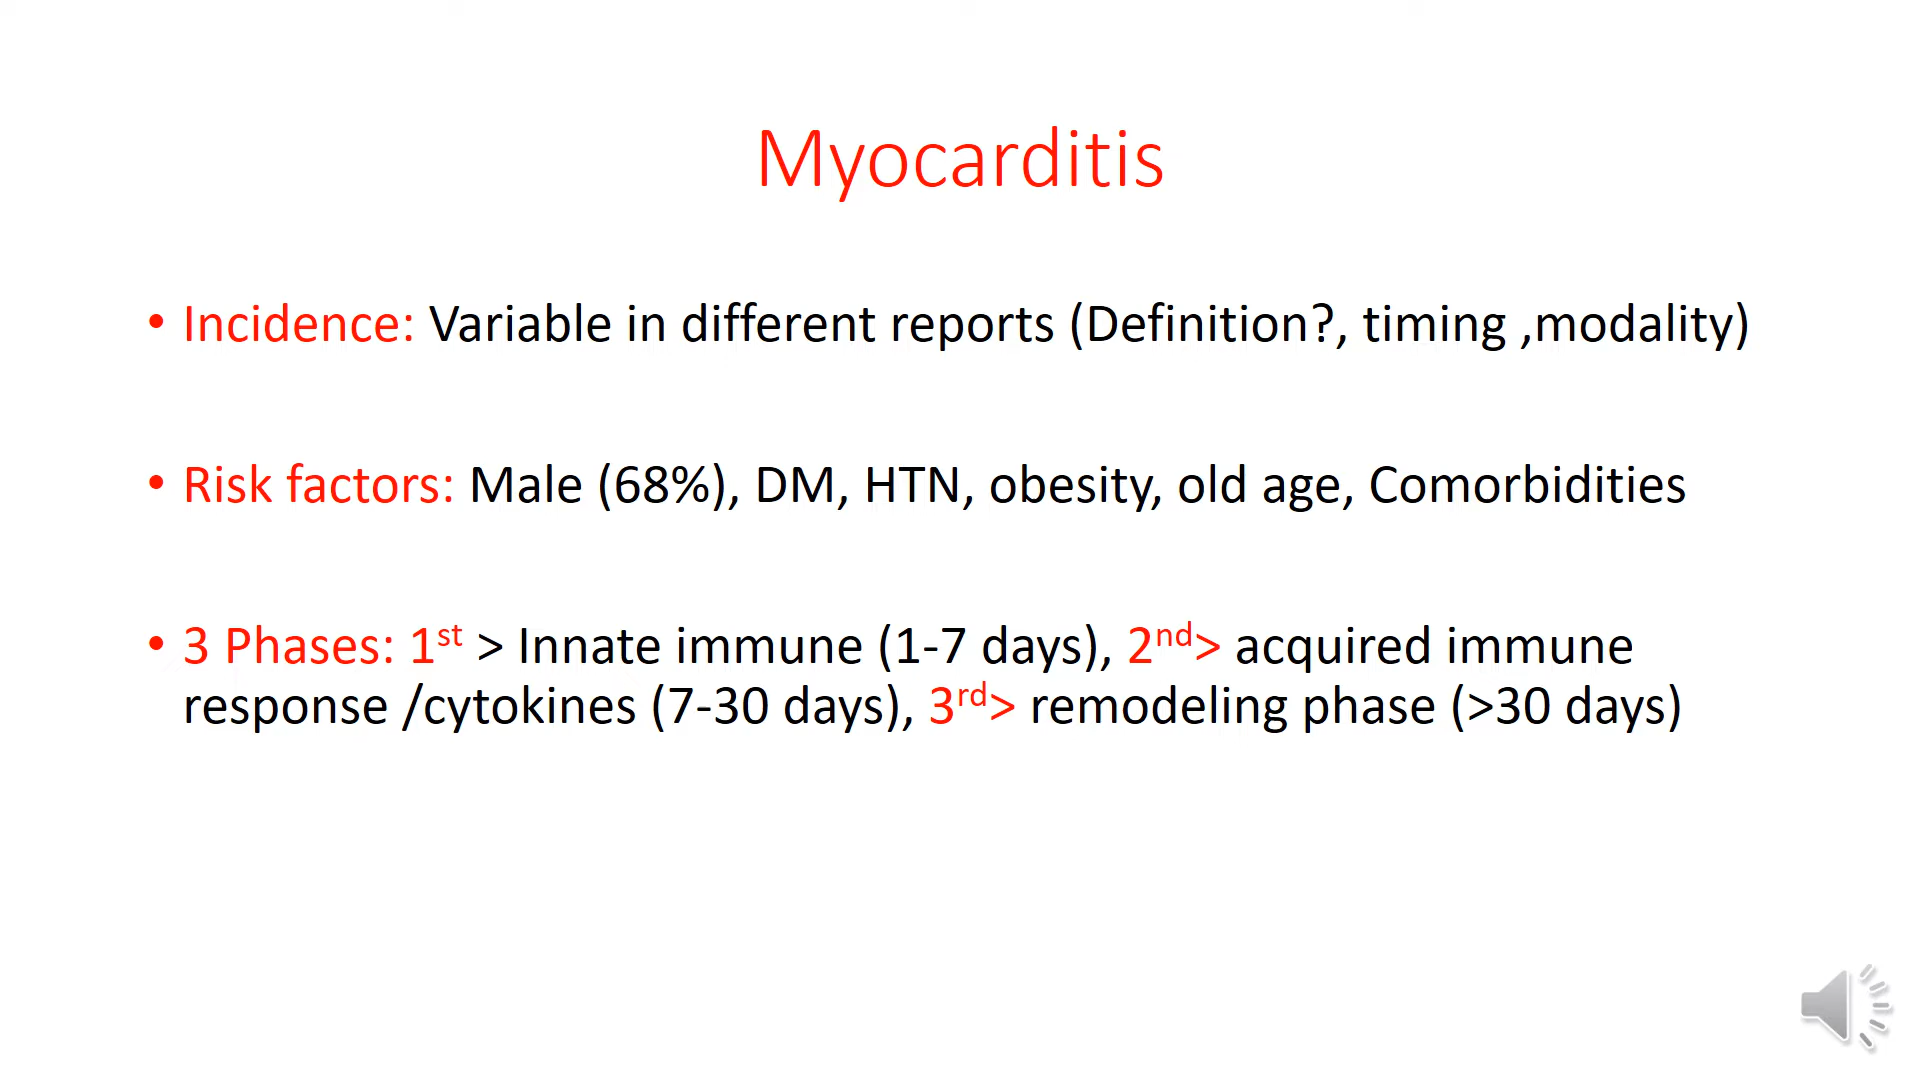 Myocarditis
• Incidence: Variable in different reports (Definition?, timing ,modality)
• Risk factors: Male (68%), DM, HTN, obesity, old age, Comorbidities
• 3 Phases: 1st > Innate immune (1-7 days), 2nd> acquired immune
response /cytokines (7-30 days), 3rd> remodeling phase (>30 days)